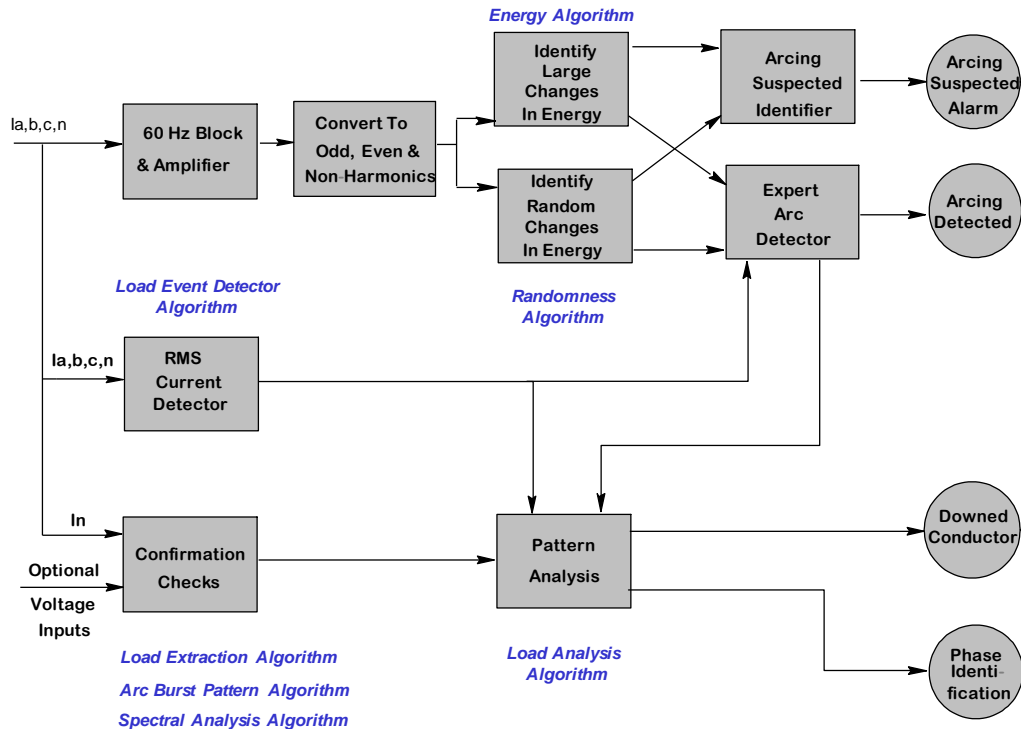 Energy Algorithm
Identify
Large
Changes
In Energy
Arcing
Suspected
Identifier
Arcing
Suspected
Alarm
Ia,b,c,n
60 Hz Block
& Amplifier
Convert To
Odd, Even &
Non-Harmonics
Identify
Random
Changes
In Energy
Expert
Arc
Detector
Arcing
Detected
Load Event Detector
Algorithm
Randomness
Algorithm
Ia,b,c,n
RMS
Current
Detector
In
Optional
Voltage
Inputs
Confirmation
Checks
Pattern
Analysis
Downed
Conductor
Load Extraction Algorithm
Arc Burst Pattern Algorithm
Spectral Analysis Algorithm
Load Analysis
Algorithm
Phase
Identi-
fication